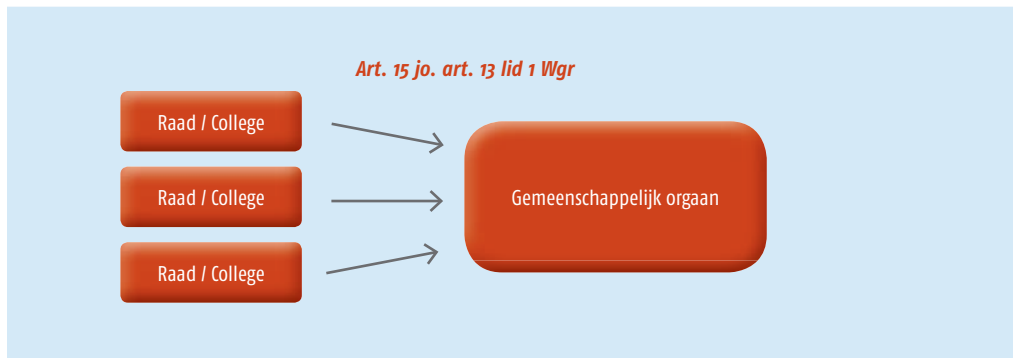 Art. 15 jo. art. 13 lid 1 Wgr
Raad / College
Raad / College
Raad / College
Gemeenschappelijk orgaan